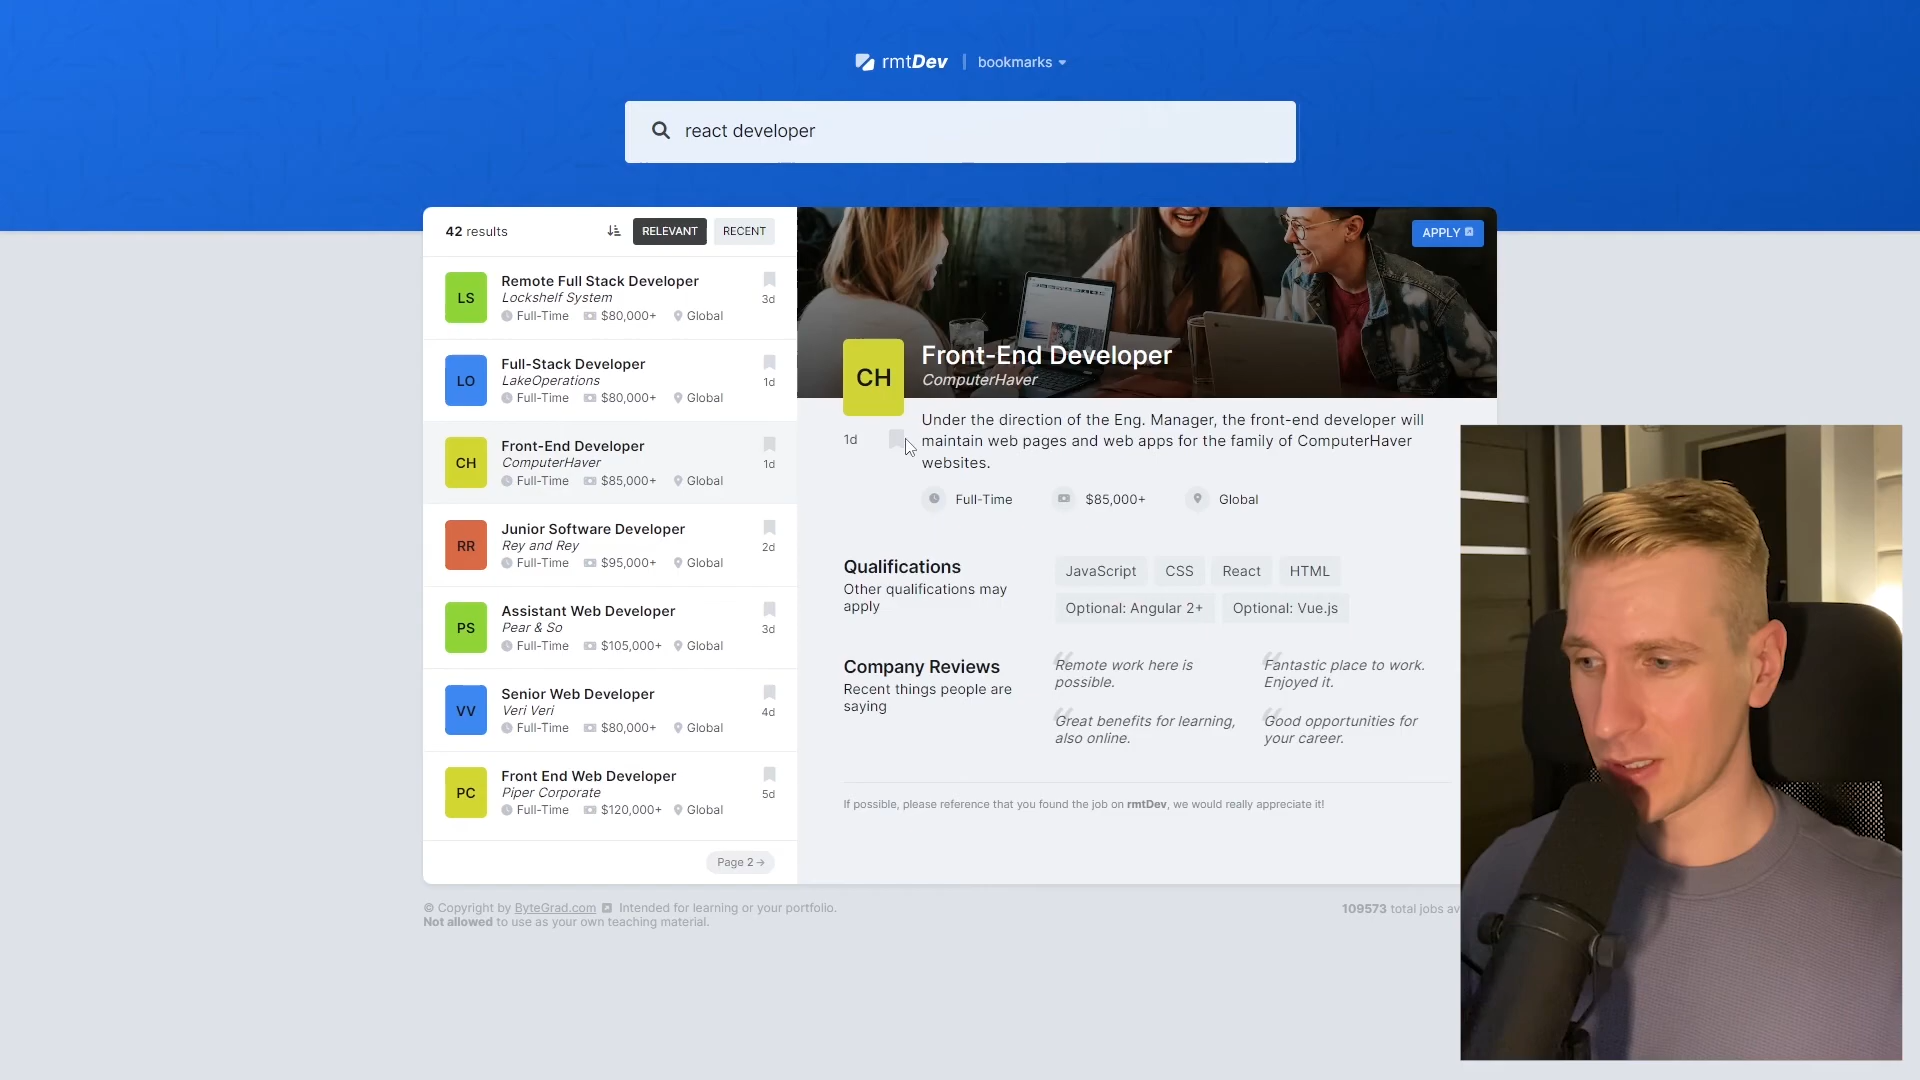 rmtDev | bookmarks
react developer
42 results
RELEVANT
RECENT
LS
Remote Full Stack Developer
Lockshelf System
Full-Time $80,000+ Global
3d
LO
Full-Stack Developer
LakeOperations
Full-Time $80,000+ Global
1d
CH
Front-End Developer
ComputerHaver
Full-Time $85,000+ Global
1d
RR
Junior Software Developer
Rey and Rey
Full-Time $95,000+ Global
2d
PS
Assistant Web Developer
Pear & So
Full-Time $105,000+ Global
3d
VV
Senior Web Developer
Veri Veri
Full-Time $80,000+ Global
4d
PC
Front End Web Developer
Piper Corporate
Full-Time $120,000+ Global
5d
Page 2 →
APPLY
CH
Front-End Developer
ComputerHaver
1d
Under the direction of the Eng. Manager, the front-end developer will
maintain web pages and web apps for the family of ComputerHaver
websites.
Full-Time $85,000+ Global
Qualifications
Other qualifications may
apply
JavaScript CSS React HTML
Optional: Angular 2+ Optional: Vue.js
Company Reviews
Recent things people are
saying
“Remote work here is
possible.
“Fantastic place to work.
Enjoyed it.
“Great benefits for learning,
also online.
“Good opportunities for
your career.
If possible, please reference that you found the job on rmtDev, we would really appreciate it!
© Copyright by ByteGrad.com Intended for learning or your portfolio.
Not allowed to use as your own teaching material.
109573 total jobs av